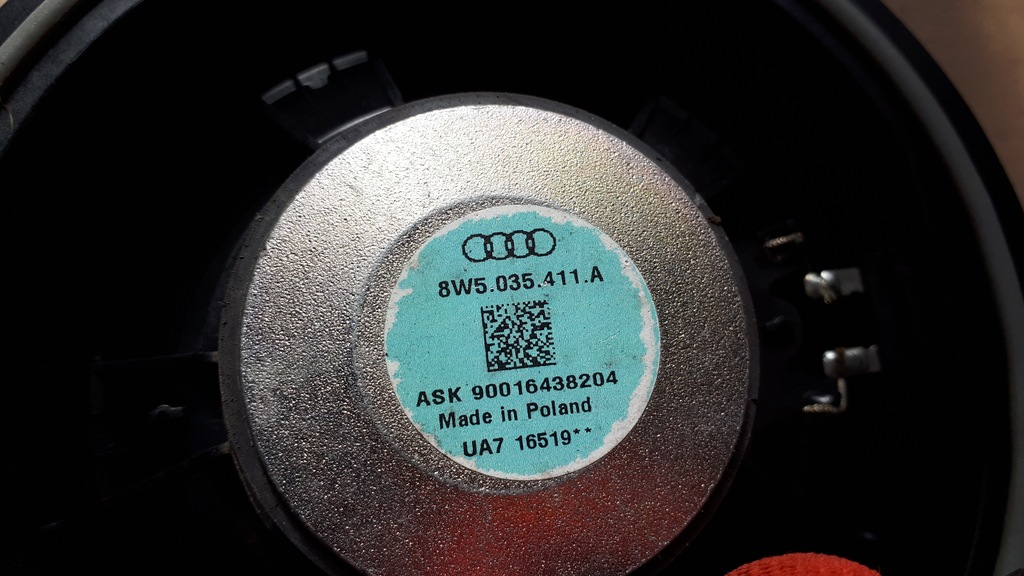 8W5.035.411.A
ASK 90016438204
Made in Poland
UA7 16519**